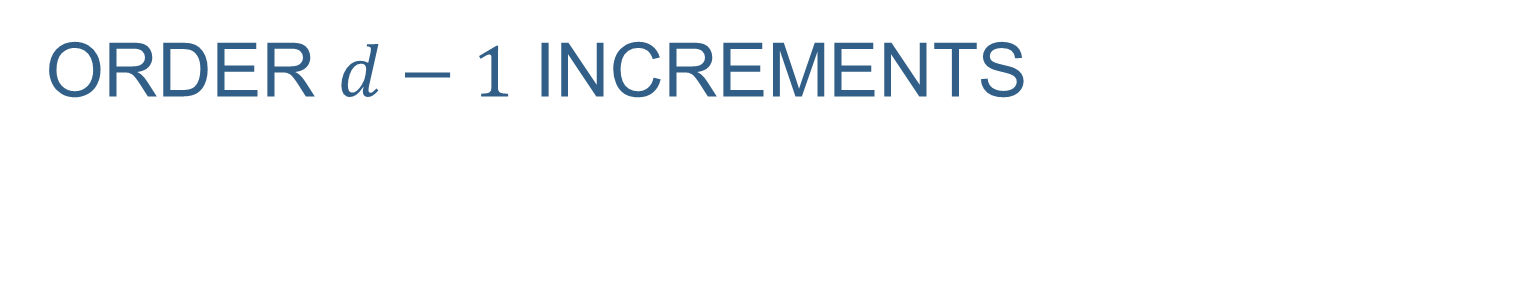 ORDER 𝑑 − 1 INCREMENTS